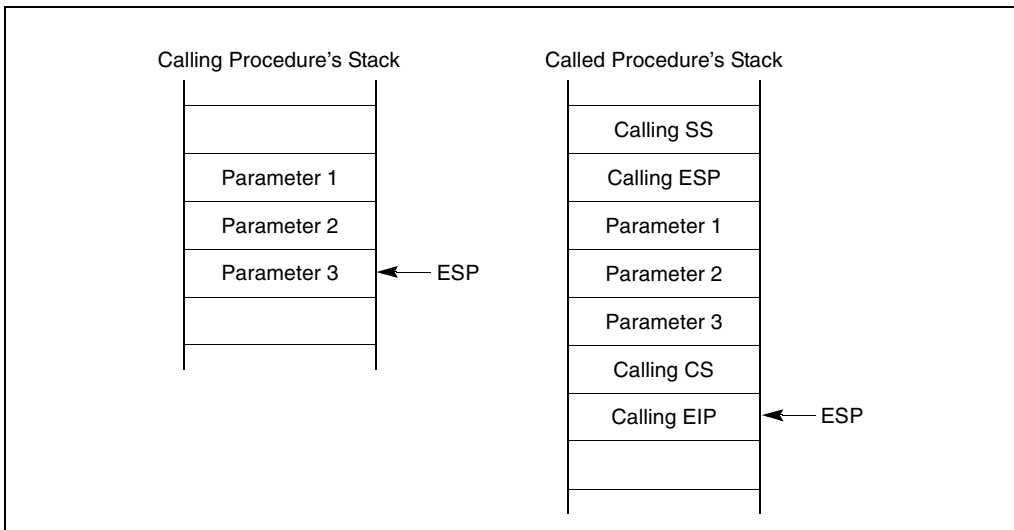 Calling Procedure's Stack
Parameter 1
Parameter 2
Parameter 3
ESP
Called Procedure's Stack
Calling SS
Calling ESP
Parameter 1
Parameter 2
Parameter 3
Calling CS
Calling EIP
ESP